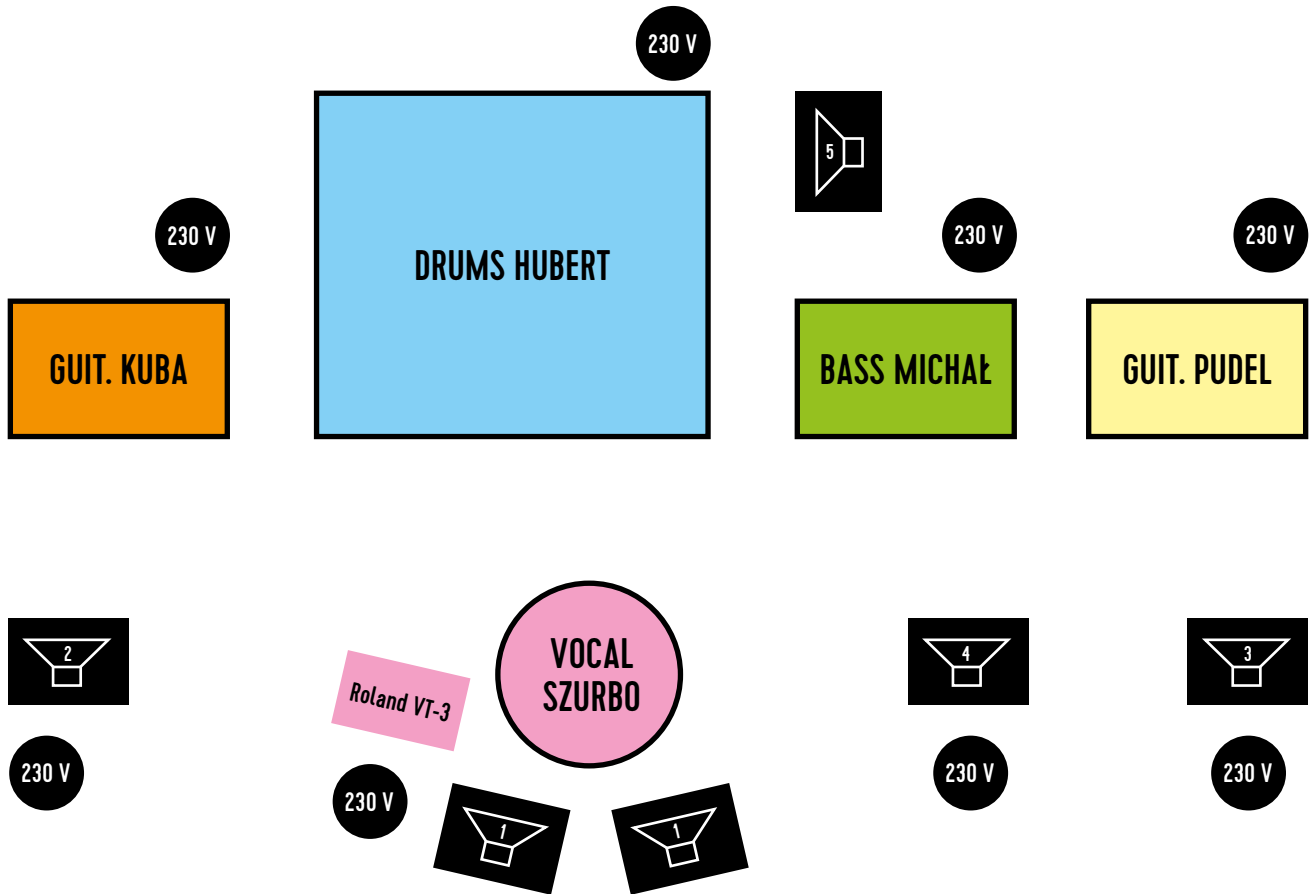 230 V
5
230 V
230 V
230 V
DRUMS HUBERT
GUIT. KUBA
BASS MICHAŁ
GUIT. PUDEL
2
4
3
VOCAL
SZURBO
Roland VT-3
230 V
230 V
230 V
230 V
1
1